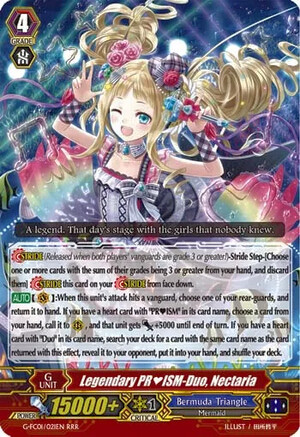 4
GRADE
A legend. That day's stage with the girls that nobody knew.
STRIDE (Released when both players' vanguards are grade 3 or greater!)-Stride Step-[Choose
one or more cards with the sum of their grades being 3 or greater from your hand, and discard
them] STRIDE this card on your from face down.
AUTO :When this unit's attack hits a vanguard, choose one of your rear-guards, and
return it to hand. If you have a heart card with "PR♥ISM" in its card name, choose a card from
your hand, call it to , and that unit gets +5000 until end of turn. If you have a heart
card with "Duo" in its card name, search your deck for a card with the same card name as the card
returned with this effect, reveal it to your opponent, put it into your hand, and shuffle your deck.
G
UNIT
Legendary PR♥ISM-Duo, Nectaria
POWER
15000+
1
CRITICAL
Bermuda Triangle
Mermaid
G-FC01/021EN RRR
ILLUST /